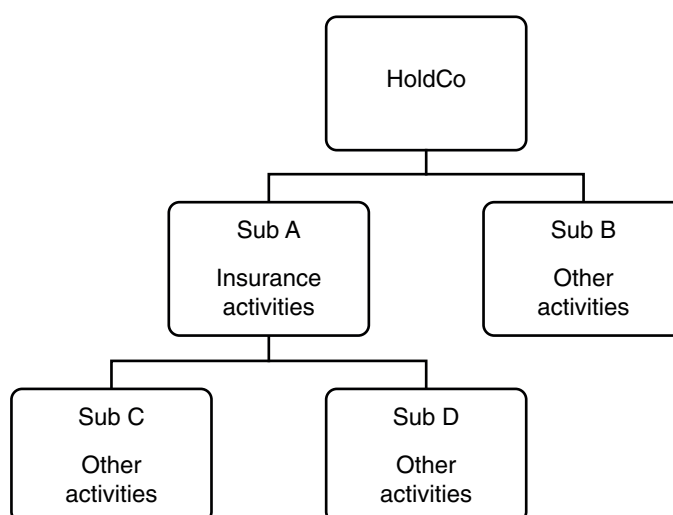 HoldCo
Sub A
Insurance
activities
Sub B
Other
activities
Sub C
Other
activities
Sub D
Other
activities